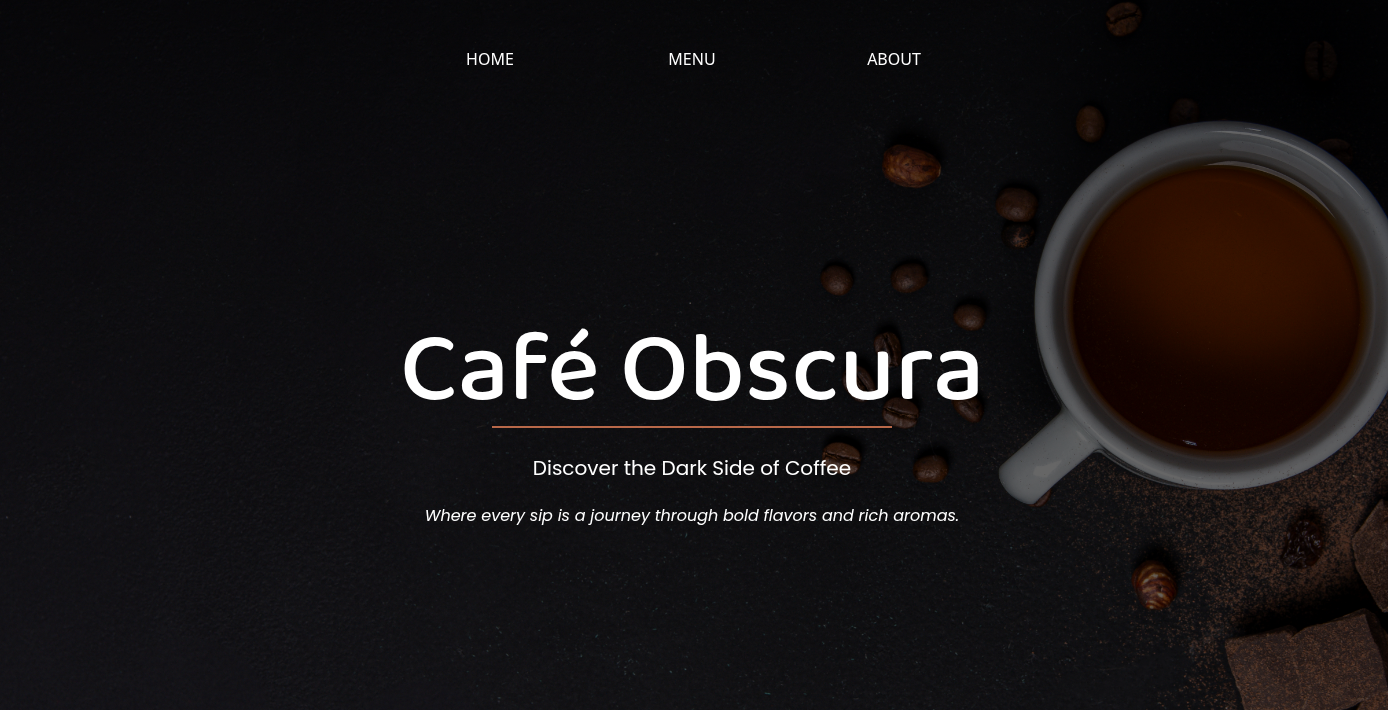 HOME MENU ABOUT
Café Obscura
Discover the Dark Side of Coffee
Where every sip is a journey through bold flavors and rich aromas.